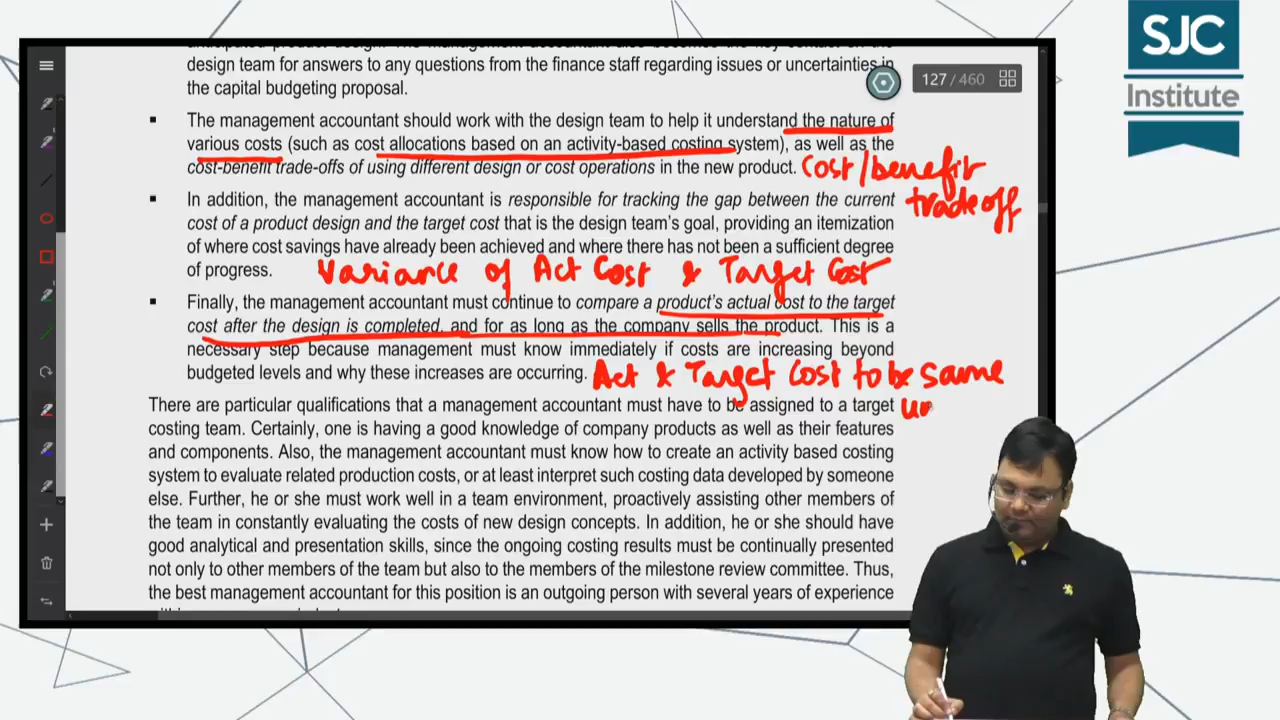 SJC
Institute
127 / 460
design team for answers to any questions from the finance staff regarding issues or uncertainties in
the capital budgeting proposal.
▪ The management accountant should work with the design team to help it understand the nature of
various costs (such as cost allocations based on an activity-based costing system), as well as the
cost-benefit trade-offs of using different design or cost operations in the new product. Cost/benefit
trade off
▪ In addition, the management accountant is responsible for tracking the gap between the current
cost of a product design and the target cost that is the design team's goal, providing an itemization
of where cost savings have already been achieved and where there has not been a sufficient degree
of progress. Variance of Act Cost & Target Cost
▪ Finally, the management accountant must continue to compare a product's actual cost to the target
cost after the design is completed, and for as long as the company sells the product. This is a
necessary step because management must know immediately if costs are increasing beyond
budgeted levels and why these increases are occurring. Act & Target Cost to be same
There are particular qualifications that a management accountant must have to be assigned to a target
costing team. Certainly, one is having a good knowledge of company products as well as their features
and components. Also, the management accountant must know how to create an activity based costing
system to evaluate related production costs, or at least interpret such costing data developed by someone
else. Further, he or she must work well in a team environment, proactively assisting other members of
the team in constantly evaluating the costs of new design concepts. In addition, he or she should have
good analytical and presentation skills, since the ongoing costing results must be continually presented
not only to other members of the team but also to the members of the milestone review committee. Thus,
the best management accountant for this position is an outgoing person with several years of experience